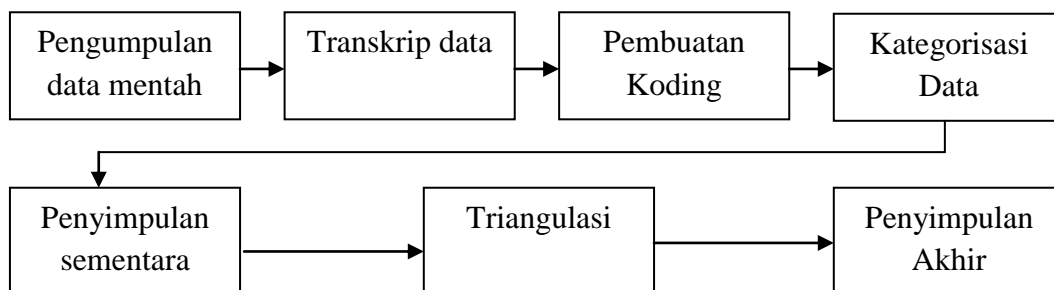 Pengumpulan
data mentah
Transkrip data
Pembuatan
Koding
Kategorisasi
Data
Penyimpulan
sementara
Triangulasi
Penyimpulan
Akhir